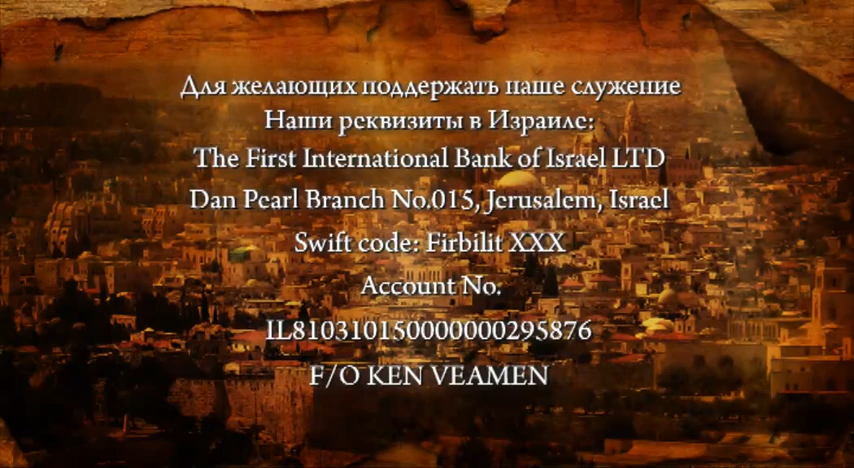 Для желающих поддержать наше служение
Наши реквизиты в Израиле:
The First International Bank of Israel LTD
Dan Pearl Branch No.015, Jerusalem, Israel
Swift code: Firbilit XXX
Account No.
IL810310150000000295876
F/O KEN VEAMEN